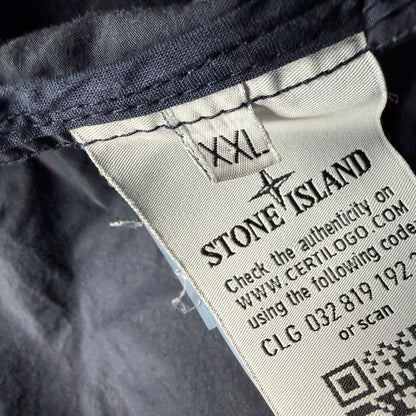 XXL
STONE ISLAND
Check the authenticity on
WWW.CERTILOGO.COM
using the following code
CLG 032 819 192 2
or scan